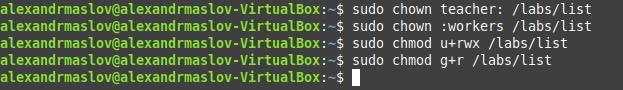 alexandrmaslov@alexandrmaslov-VirtualBox:~$ sudo chown teacher: /labs/list
alexandrmaslov@alexandrmaslov-VirtualBox:~$ sudo chown :workers /labs/list
alexandrmaslov@alexandrmaslov-VirtualBox:~$ sudo chmod u+rwx /labs/list
alexandrmaslov@alexandrmaslov-VirtualBox:~$ sudo chmod g+r /labs/list
alexandrmaslov@alexandrmaslov-VirtualBox:~$